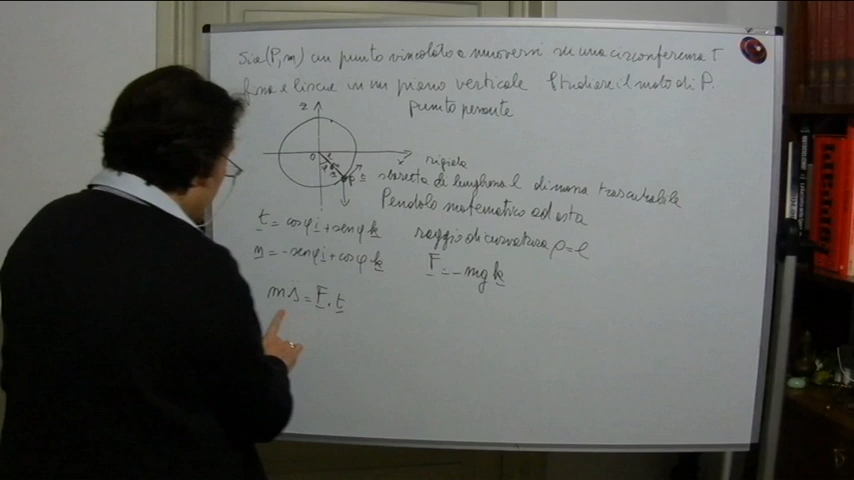 Sia (P,m) un punto vincolato a muoversi su una circonferenza Γ
fissa e liscia in un piano verticale Studiare il moto di P.
punto pesante
z
O
x
φ
P
rigida
sbarretta di lunghezza l di massa trascurabile
Pendolo matematico ad asta
t = cosφ i + senφ k
raggio di curvatura ρ = l
n = -senφ i + cosφ k
F = -mg k
m s = F · t